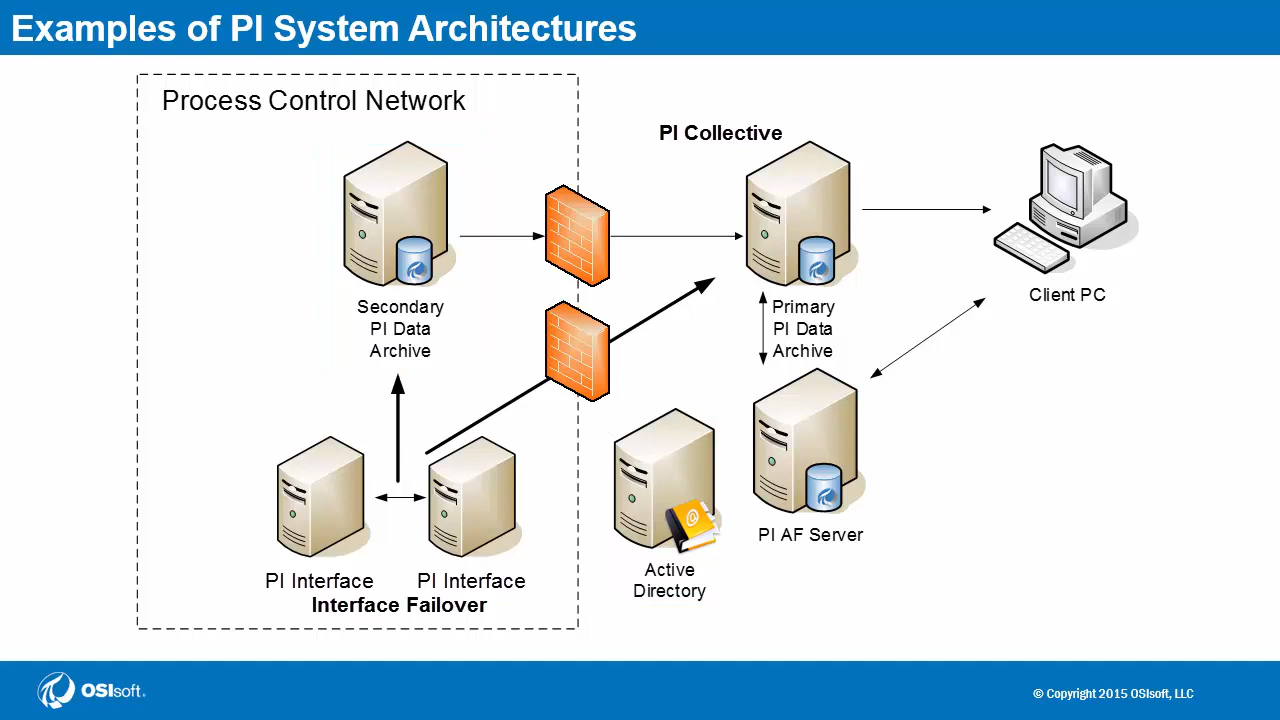 Examples of PI System Architectures
Process Control Network
PI Collective
Secondary
PI Data
Archive
Primary
PI Data
Archive
Client PC
PI Interface
PI Interface
Interface Failover
Active
Directory
PI AF Server
OSIsoft.
© Copyright 2015 OSIsoft, LLC